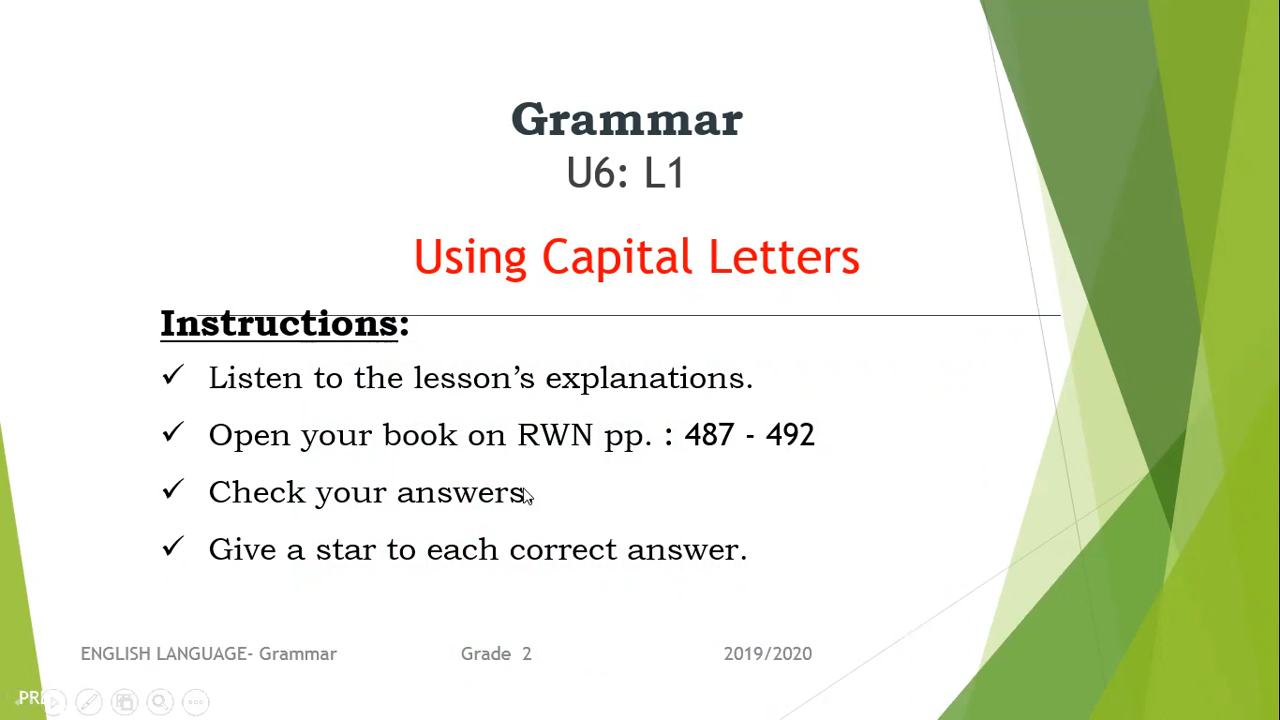 Grammar
U6: L1
Using Capital Letters
Instructions:
✓ Listen to the lesson’s explanations.
✓ Open your book on RWN pp. : 487 - 492
✓ Check your answers.
✓ Give a star to each correct answer.
ENGLISH LANGUAGE- Grammar Grade 2 2019/2020